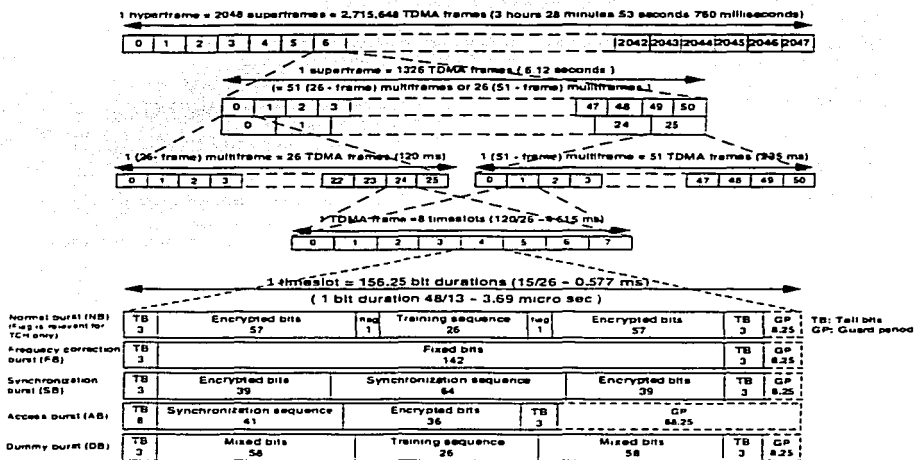 1 hyperframe = 2048 superframes = 2,715,648 TDMA frames (3 hours 28 minutes 53 seconds 760 milliseconds)
0 1 2 3 4 5 6 2042 2043 2044 2045 2046 2047
1 superframe = 1326 TDMA frames ( 6.12 seconds )
(= 51 (26 - frame) multiframes or 26 (51 - frame) multiframes
0 1 2 3 47 48 49 50
0 1 24 25
1 (26- frame) multiframe = 26 TDMA frames (120 ms) 1 (51 - frame) multiframe = 51 TDMA frames (235 ms)
0 1 2 3 22 23 24 25 0 1 2 3 47 48 49 50
1 TDMA frame =8 timeslots (120/26 ~ 4.615 ms)
0 1 2 3 4 5 6 7
1 timeslot = 156.25 bit durations (15/26 ~ 0.577 ms)
( 1 bit duration 48/13 ~ 3.69 micro sec )
Normal burst (NB)
(Flag is relevant for
TCH only)
TB Encrypted bits flag Training sequence flag Encrypted bits TB GP
3 57 1 26 1 57 3 8.25
TB: Tail bits
GP: Guard period
Frequency correction
burst (FB)
TB Fixed bits TB GP
3 142 3 8.25
Synchronization
burst (SB)
TB Encrypted bits Synchronization sequence Encrypted bits TB GP
3 39 64 39 3 8.25
Access burst (AB)
TB Synchronization sequence Encrypted bits TB GP
8 41 36 3 68.25
Dummy burst (DB)
TB Mixed bits Training sequence Mixed bits TB GP
3 58 26 58 3 8.25